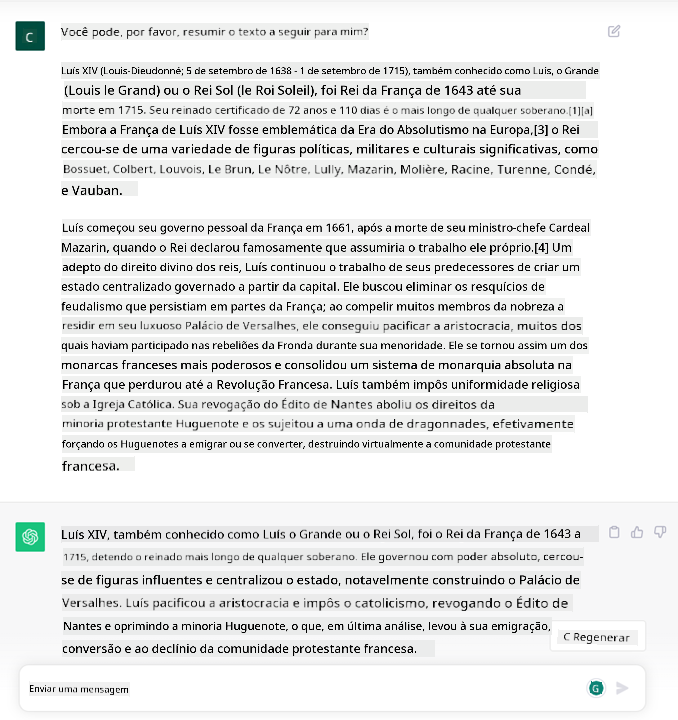 C
Você pode, por favor, resumir o texto a seguir para mim?
Luís XIV (Louis-Dieudonné; 5 de setembro de 1638 - 1 de setembro de 1715), também conhecido como Luis, o Grande
(Louis le Grand) ou o Rei Sol (le Roi Soleil), foi Rei da França de 1643 até sua
morte em 1715. Seu reinado certificado de 72 anos e 110 dias é o mais longo de qualquer soberano.[1][a]
Embora a França de Luís XIV fosse emblemática da Era do Absolutismo na Europa,[3] o Rei
cercou-se de uma variedade de figuras políticas, militares e culturais significativas, como
Bossuet, Colbert, Louvois, Le Brun, Le Nôtre, Lully, Mazarin, Molière, Racine, Turenne, Condé,
e Vauban.
Luís começou seu governo pessoal da França em 1661, após a morte de seu ministro-chefe Cardeal
Mazarin, quando o Rei declarou famosamente que assumiria o trabalho ele próprio.[4] Um
adepto do direito divino dos reis, Luís continuou o trabalho de seus predecessores de criar um
estado centralizado governado a partir da capital. Ele buscou eliminar os resquícios de
feudalismo que persistiam em partes da França; ao compelir muitos membros da nobreza a
residir em seu luxuoso Palácio de Versalhes, ele conseguiu pacificar a aristocracia, muitos dos
quais haviam participado nas rebeliões da Fronda durante sua menoridade. Ele se tornou assim um dos
monarcas franceses mais poderosos e consolidou um sistema de monarquia absoluta na
França que perdurou até a Revolução Francesa. Luís também impôs uniformidade religiosa
sob a Igreja Católica. Sua revogação do Édito de Nantes aboliu os direitos da
minoria protestante Huguenote e os sujeitou a uma onda de dragonnades, efetivamente
forçando os Huguenotes a emigrar ou se converter, destruindo virtualmente a comunidade protestante
francesa.
Luís XIV, também conhecido como Luís o Grande ou o Rei Sol, foi o Rei da França de 1643 a
1715, detendo o reinado mais longo de qualquer soberano. Ele governou com poder absoluto, cercou-
se de figuras influentes e centralizou o estado, notavelmente construindo o Palácio de
Versalhes. Luís pacificou a aristocracia e impôs o catolicismo, revogando o Édito de
Nantes e oprimindo a minoria Huguenote, o que, em última análise, levou à sua emigração,
conversão e ao declínio da comunidade protestante francesa.
C Regenerar
Enviar uma mensagem
G